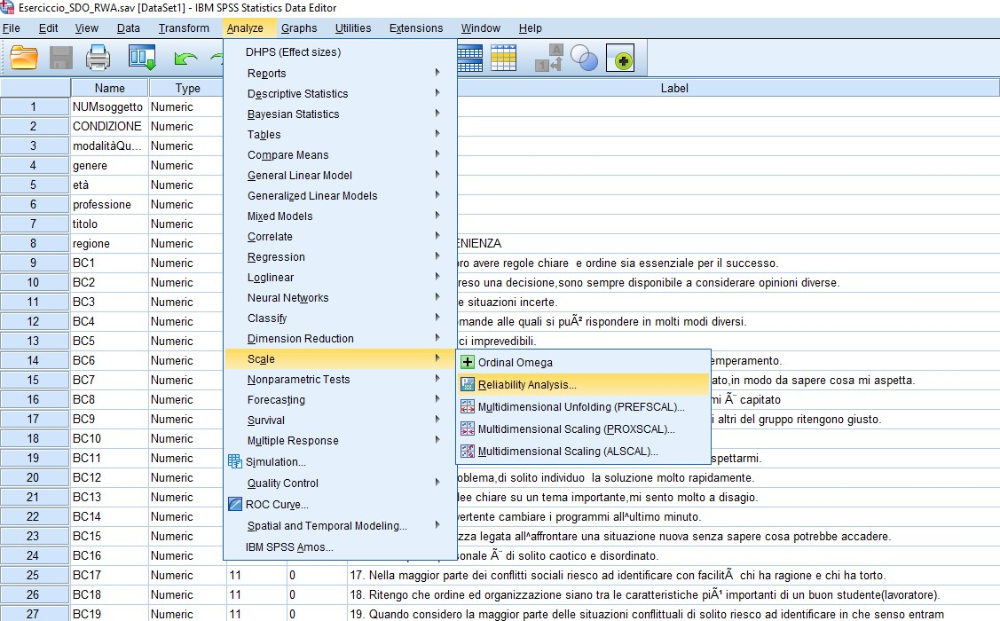 Eserciccio_SDO_RWA.sav [DataSet1] - IBM SPSS Statistics Data Editor
File Edit View Data Transform Analyze Graphs Utilities Extensions Window Help
DHPS (Effect sizes)
Reports
Descriptive Statistics
Bayesian Statistics
Tables
Compare Means
General Linear Model
Generalized Linear Models
Mixed Models
Correlate
Regression
Loglinear
Neural Networks
Classify
Dimension Reduction
Scale
Nonparametric Tests
Forecasting
Survival
Multiple Response
Simulation...
Quality Control
ROC Curve...
Spatial and Temporal Modeling...
IBM SPSS Amos...
Ordinal Omega
Reliability Analysis...
Multidimensional Unfolding (PREFSCAL)...
Multidimensional Scaling (PROXSCAL)...
Multidimensional Scaling (ALSCAL)...
Name Type Label
1 NUMsoggetto Numeric
2 CONDIZIONE Numeric
3 modalitàQu... Numeric
4 genere Numeric
5 età Numeric
6 professione Numeric
7 titolo Numeric
8 regione Numeric ENIENZA
9 BC1 Numeric oro avere regole chiare e ordine sia essenziale per il successo.
10 BC2 Numeric reso una decisione,sono sempre disponibile a considerare opinioni diverse.
11 BC3 Numeric e situazioni incerte.
12 BC4 Numeric mande alle quali si puÃ² rispondere in molti modi diversi.
13 BC5 Numeric ci imprevedibili.
14 BC6 Numeric emperamento.
15 BC7 Numeric ato,in modo da sapere cosa mi aspetta.
16 BC8 Numeric mi Ã¨ capitato
17 BC9 Numeric i altri del gruppo ritengono giusto.
18 BC10 Numeric
19 BC11 Numeric spettarmi.
20 BC12 Numeric oblema,di solito individuo la soluzione molto rapidamente.
21 BC13 Numeric dee chiare su un tema importante,mi sento molto a disagio.
22 BC14 Numeric vertente cambiare i programmi all^ultimo minuto.
23 BC15 Numeric zza legata all^affrontare una situazione nuova senza sapere cosa potrebbe accadere.
24 BC16 Numeric sonale Ã¨ di solito caotico e disordinato.
25 BC17 Numeric 11 0 17. Nella maggior parte dei conflitti sociali riesco ad identificare con facilitÃ  chi ha ragione e chi ha torto.
26 BC18 Numeric 11 0 18. Ritengo che ordine ed organizzazione siano tra le caratteristiche piÃ¹ importanti di un buon studente(lavoratore).
27 BC19 Numeric 11 0 19. Quando considero la maggior parte delle situazioni conflittuali di solito riesco ad identificare in che senso entram